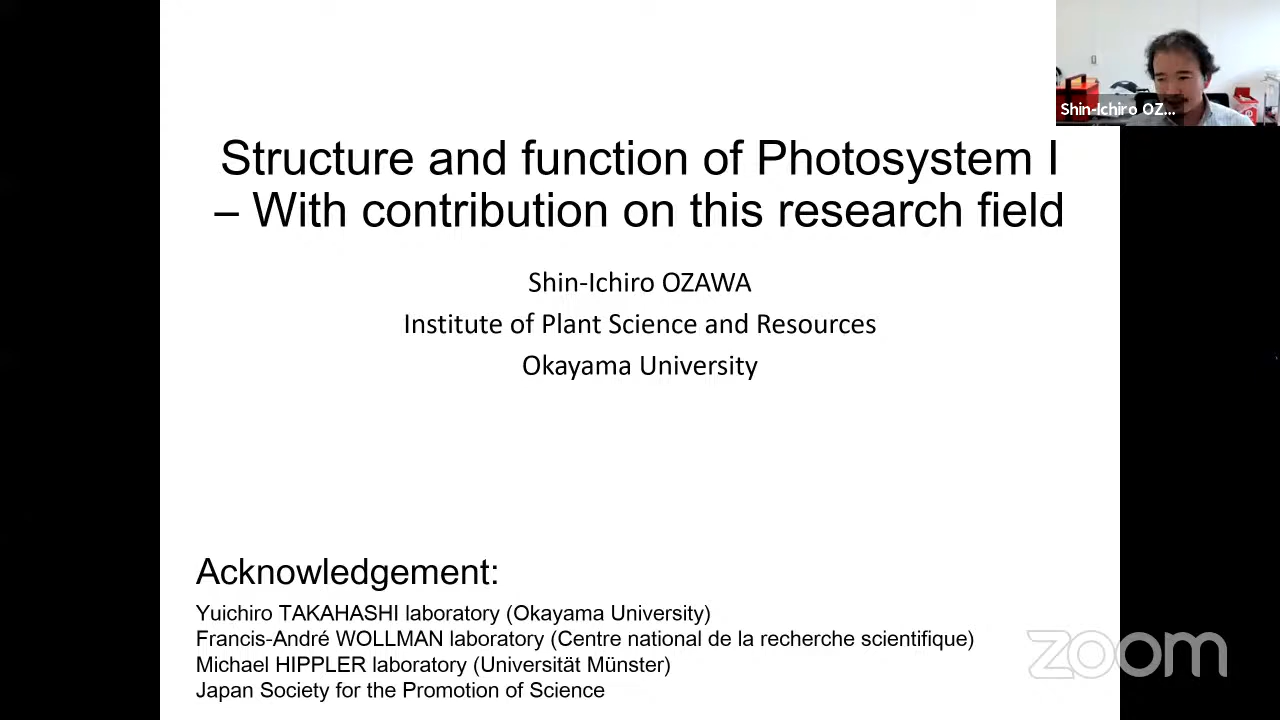 Shin-Ichiro OZ...
Structure and function of Photosystem I
– With contribution on this research field
Shin-Ichiro OZAWA
Institute of Plant Science and Resources
Okayama University
Acknowledgement:
Yuichiro TAKAHASHI laboratory (Okayama University)
Francis-André WOLLMAN laboratory (Centre national de la recherche scientifique)
Michael HIPPLER laboratory (Universität Münster)
Japan Society for the Promotion of Science
zoom